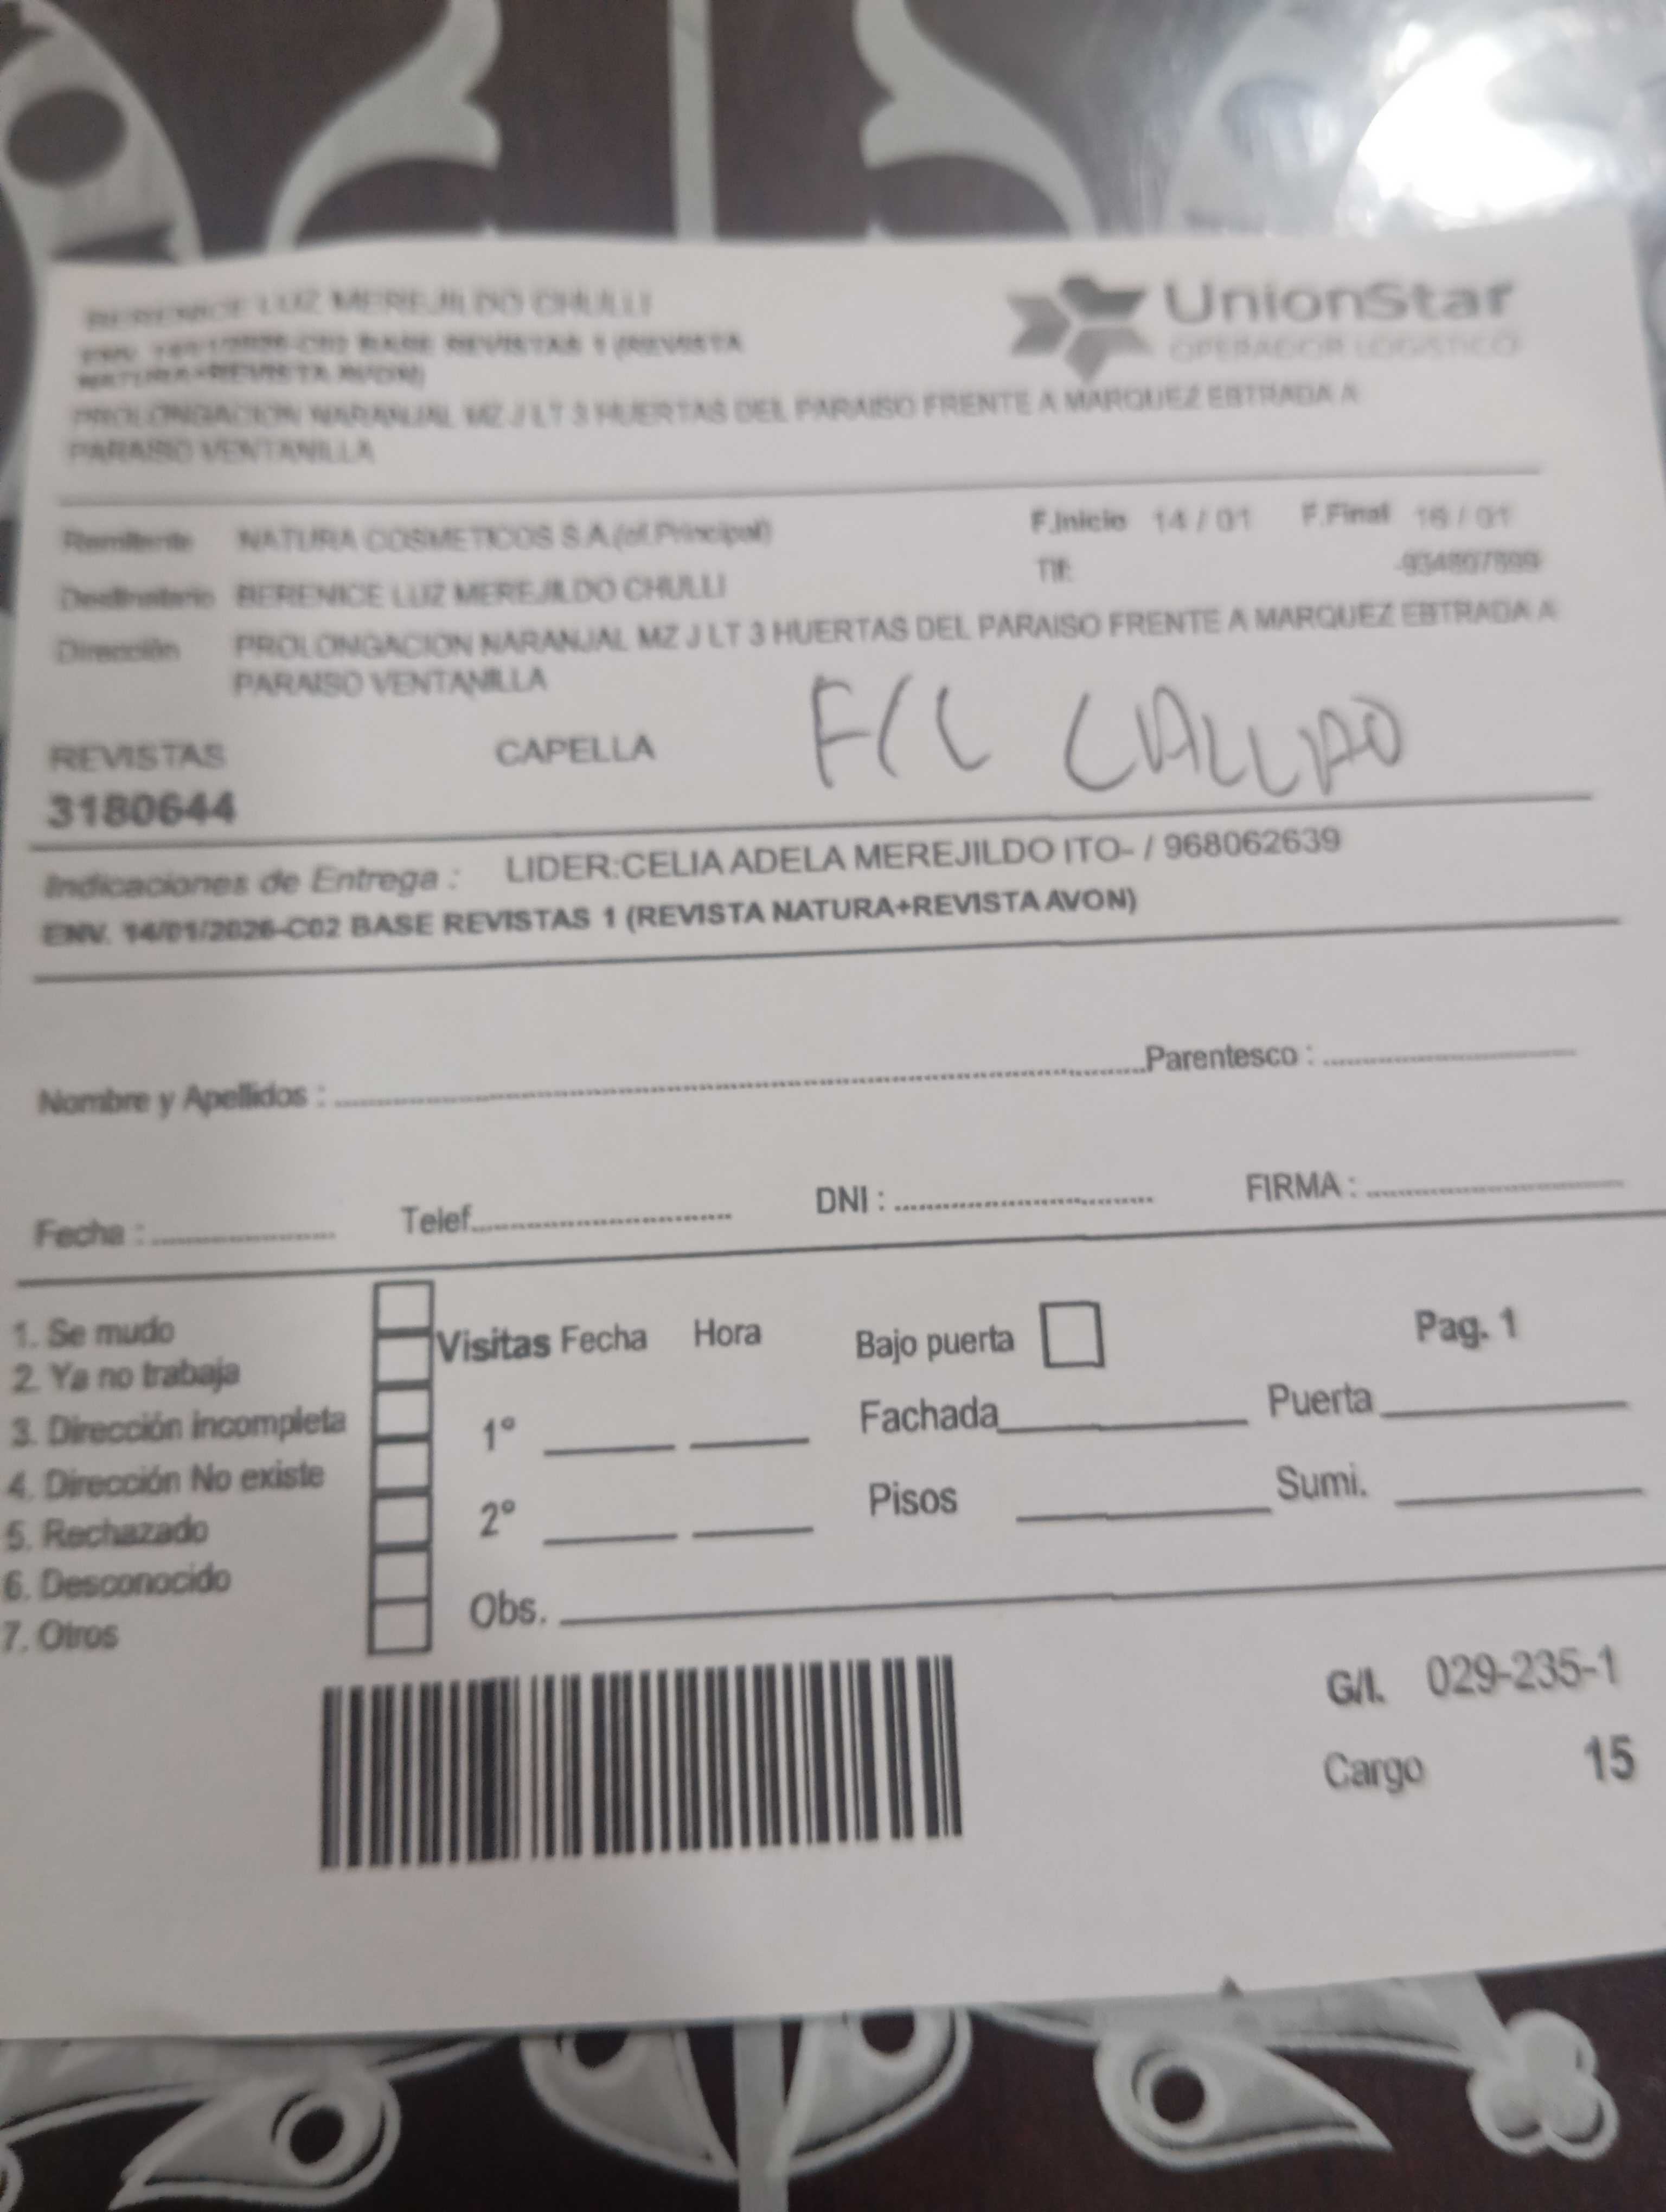 BERENICE LUZ MEREJILDO CHULLI
UnionStar
OPERADOR LOGISTICO
ENV. 14/01/2026-C02 BASE REVISTAS 1 (REVISTA
NATURA+REVISTA AVON)
PROLONGACION NARANJAL MZ J LT 3 HUERTAS DEL PARAISO FRENTE A MARQUEZ EBTRADA A
PARAISO VENTANILLA
Remitente NATURA COSMETICOS S.A.(of.Principal) F.Inicio 14 / 01 F.Final 16 / 01
Destinatario BERENICE LUZ MEREJILDO CHULLI Tlf:
Dirección PROLONGACION NARANJAL MZ J LT 3 HUERTAS DEL PARAISO FRENTE A MARQUEZ EBTRADA A
PARAISO VENTANILLA
REVISTAS CAPELLA CALLAO
3180644
Indicaciones de Entrega : LIDER:CELIA ADELA MEREJILDO ITO- / 968062639
ENV. 14/01/2026-C02 BASE REVISTAS 1 (REVISTA NATURA+REVISTA AVON)
Nombre y Apellidos : Parentesco :
Fecha : Telef. DNI : FIRMA :
1. Se mudo
2. Ya no trabaja
3. Dirección incompleta
4. Dirección No existe
5. Rechazado
6. Desconocido
7. Otros
Visitas Fecha Hora
1°
2°
Obs.
Bajo puerta Pag. 1
Fachada Puerta
Pisos Sumi.
G/I. 029-235-1
Cargo 15